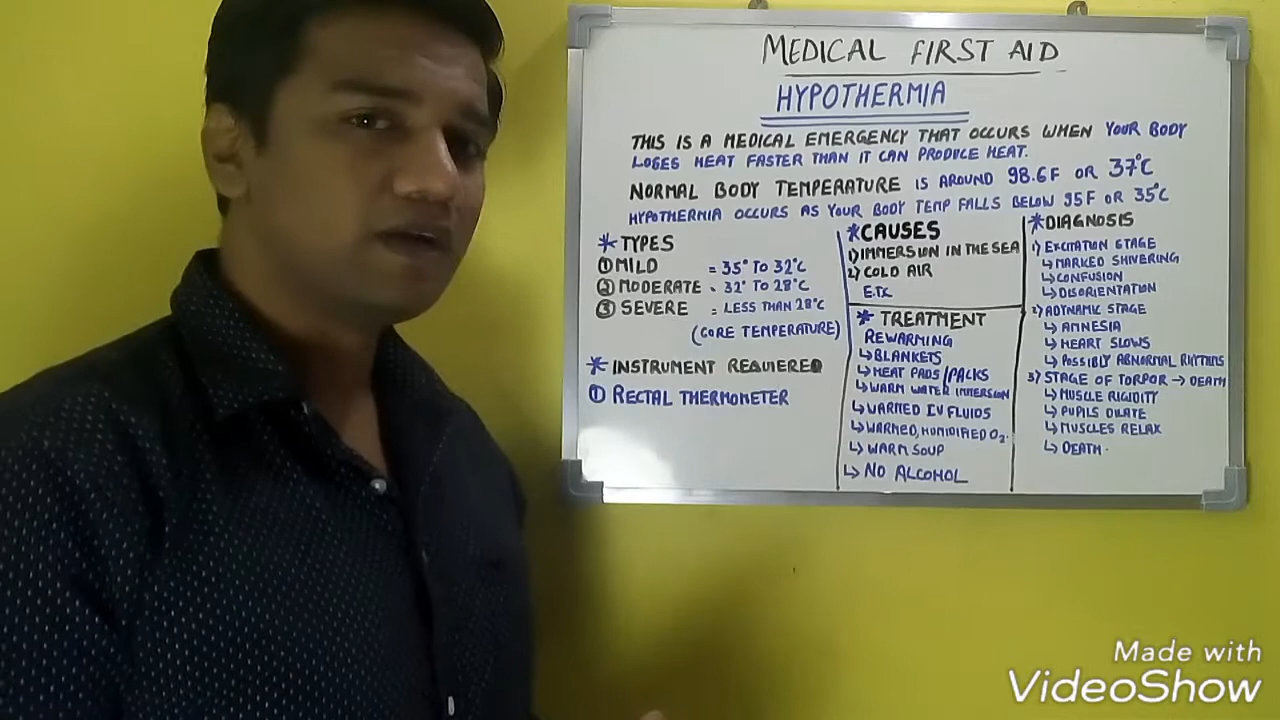 MEDICAL FIRST AID
HYPOTHERMIA
THIS IS A MEDICAL EMERGENCY THAT OCCURS WHEN YOUR BODY
LOSES HEAT FASTER THAN IT CAN PRODUCE HEAT.
NORMAL BODY TEMPERATURE IS AROUND 98.6F OR 37°C
HYPOTHERMIA OCCURS AS YOUR BODY TEMP FALLS BELOW 95F OR 35°C
* TYPES
① MILD = 35° TO 32°C
② MODERATE = 32° TO 28°C
③ SEVERE = LESS THAN 28°C
(CORE TEMPERATURE)
* INSTRUMENT REQUIERED
① RECTAL THERMOMETER
* CAUSES
1) IMMERSION IN THE SEA
2) COLD AIR
E.T.C
* TREATMENT
REWARMING
↳ BLANKETS
↳ HEAT PADS/PACKS
↳ WARM WATER IMMERSION
↳ WARMED IV FLUIDS
↳ WARMED, HUMIDIFIED O2.
↳ WARM SOUP
↳ NO ALCOHOL
* DIAGNOSIS
1) EXCITATION STAGE
↳ MARKED SHIVERING
↳ CONFUSION
↳ DISORIENTATION
2) ADYNAMIC STAGE
↳ AMNESIA
↳ HEART SLOWS
↳ POSSIBLY ABNORMAL RHYTHMS
3) STAGE OF TORPOR → DEATH
↳ MUSCLE RIGIDITY
↳ PUPILS DILATE
↳ MUSCLES RELAX
↳ DEATH.
Made with
VideoShow